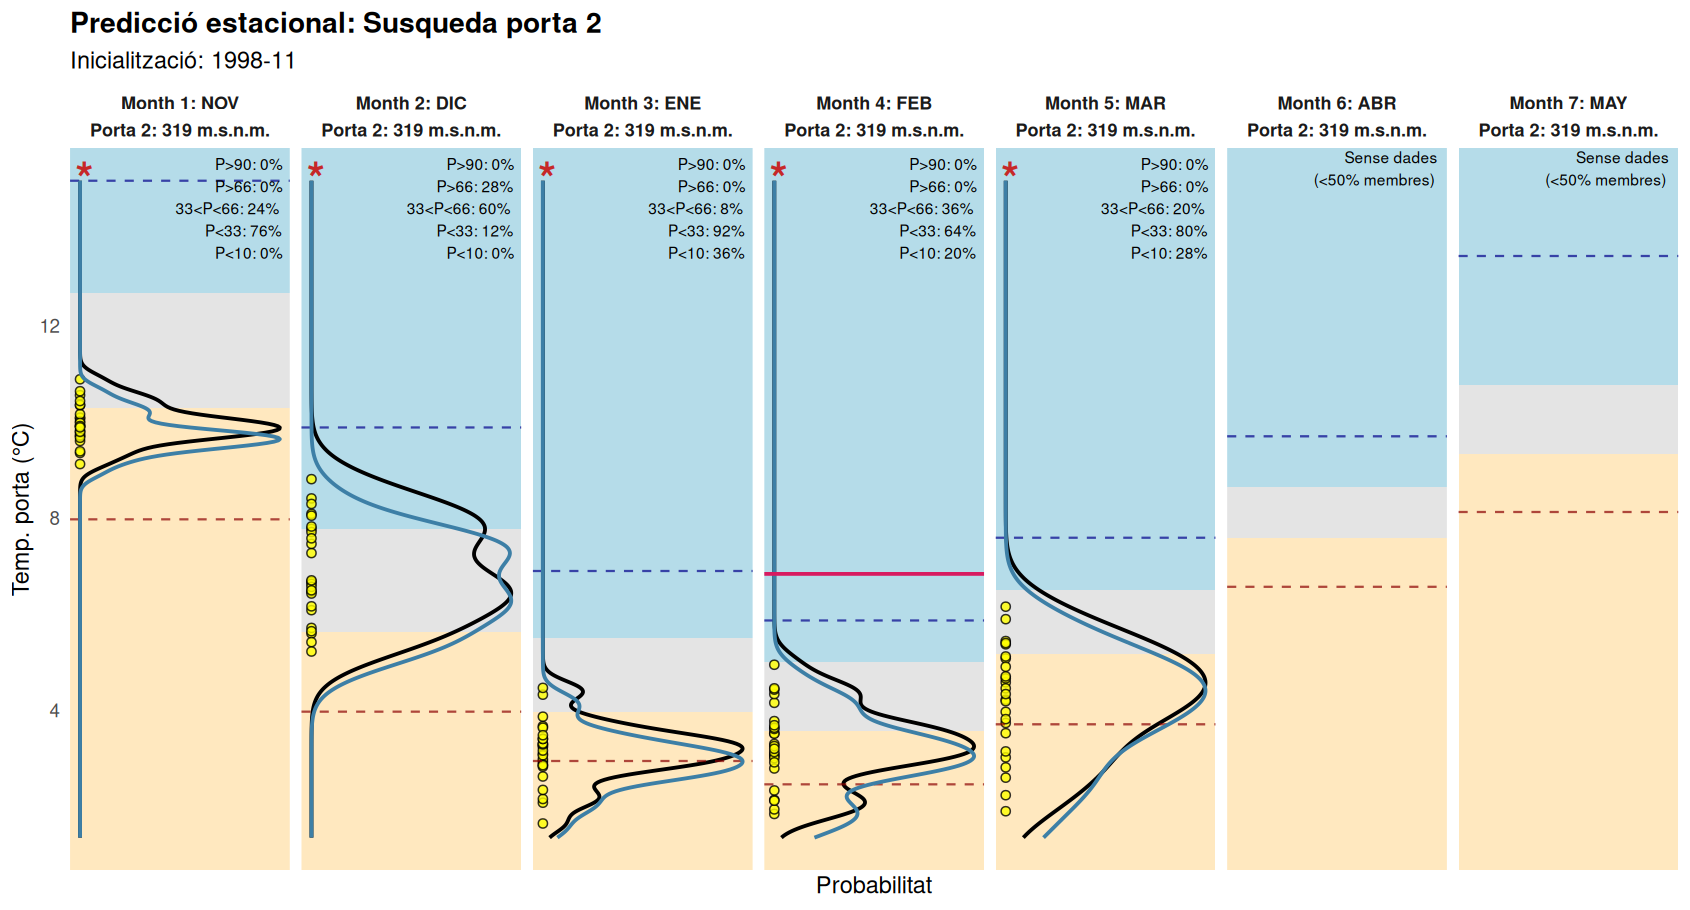 Predicció estacional: Susqueda porta 2
Inicialització: 1998-11
Month 1: NOV
Porta 2: 319 m.s.n.m.
Month 2: DIC
Porta 2: 319 m.s.n.m.
Month 3: ENE
Porta 2: 319 m.s.n.m.
Month 4: FEB
Porta 2: 319 m.s.n.m.
Month 5: MAR
Porta 2: 319 m.s.n.m.
Month 6: ABR
Porta 2: 319 m.s.n.m.
Month 7: MAY
Porta 2: 319 m.s.n.m.
*
P>90: 0%
P>66: 0%
33<P<66: 24%
P<33: 76%
P<10: 0%
*
P>90: 0%
P>66: 28%
33<P<66: 60%
P<33: 12%
P<10: 0%
*
P>90: 0%
P>66: 0%
33<P<66: 8%
P<33: 92%
P<10: 36%
*
P>90: 0%
P>66: 0%
33<P<66: 36%
P<33: 64%
P<10: 20%
*
P>90: 0%
P>66: 0%
33<P<66: 20%
P<33: 80%
P<10: 28%
Sense dades
(<50% membres)
Sense dades
(<50% membres)
12
8
4
Temp. porta (°C)
Probabilitat